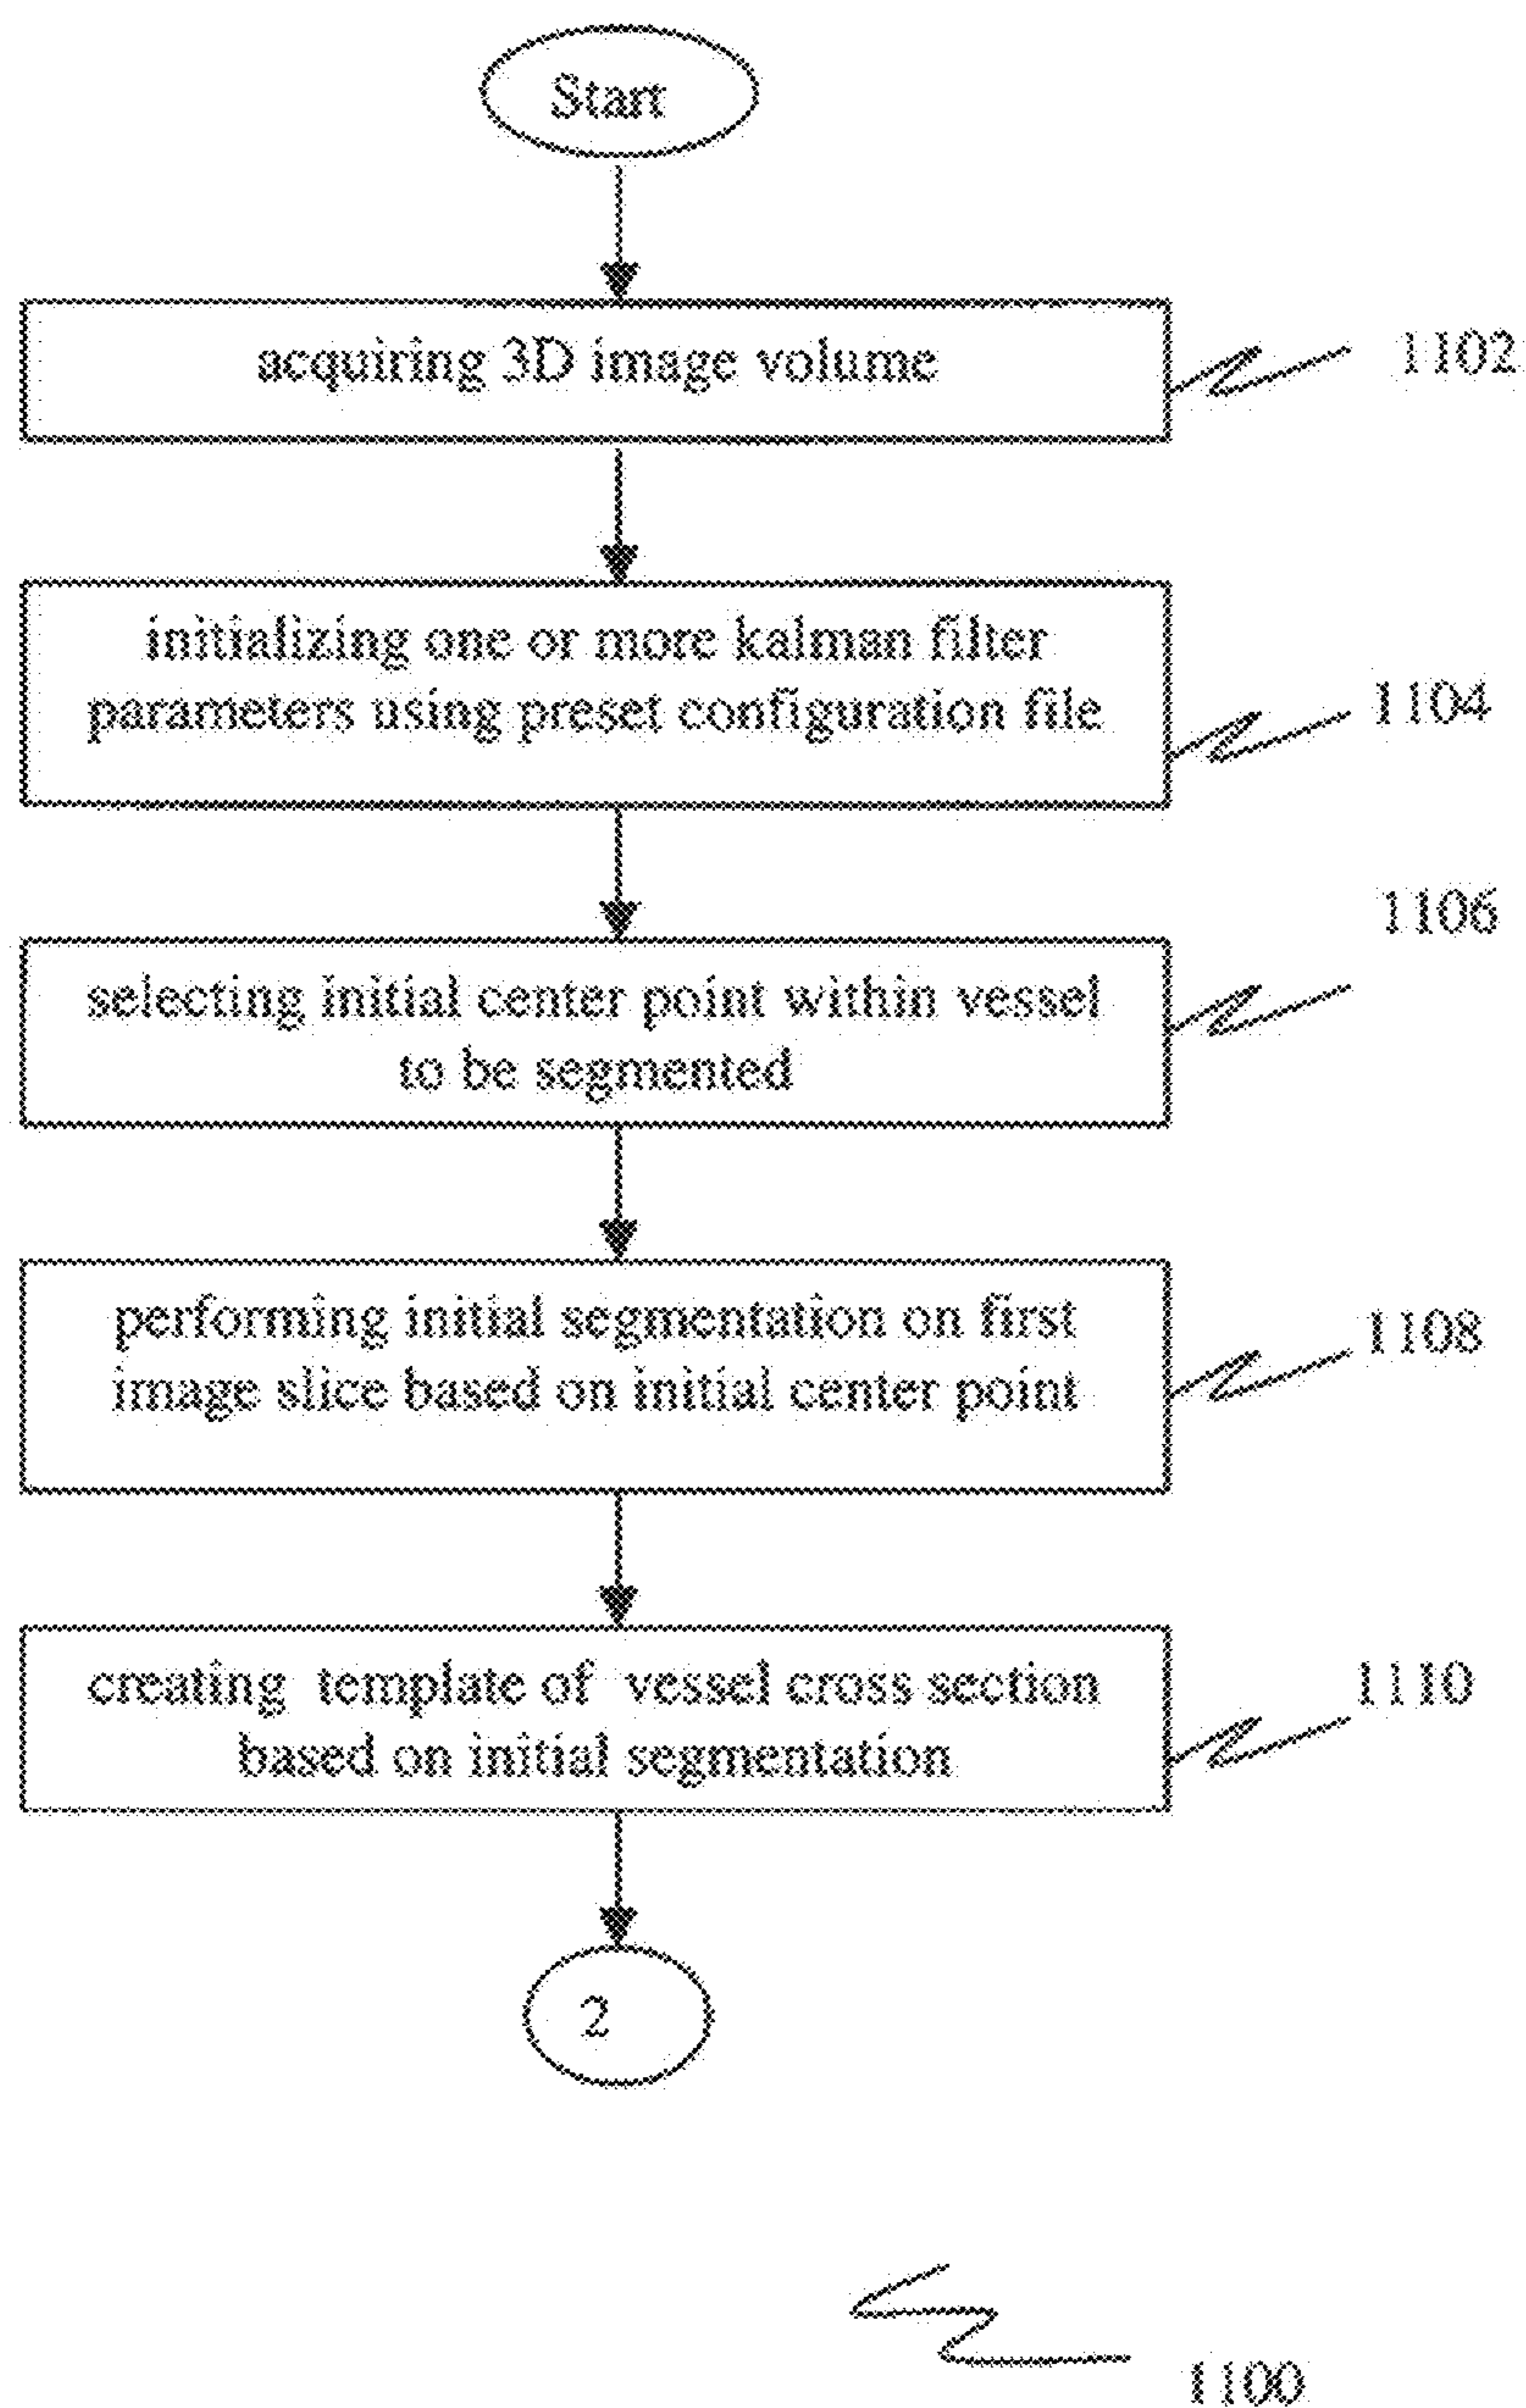 Start
acquiring 3D image volume
1102
initializing one or more kalman filter
parameters using preset configuration file
1104
1106
selecting initial center point within vessel
to be segmented
performing initial segmentation on first
image slice based on initial center point
1108
creating template of vessel cross section
based on initial segmentation
1110
2
1100